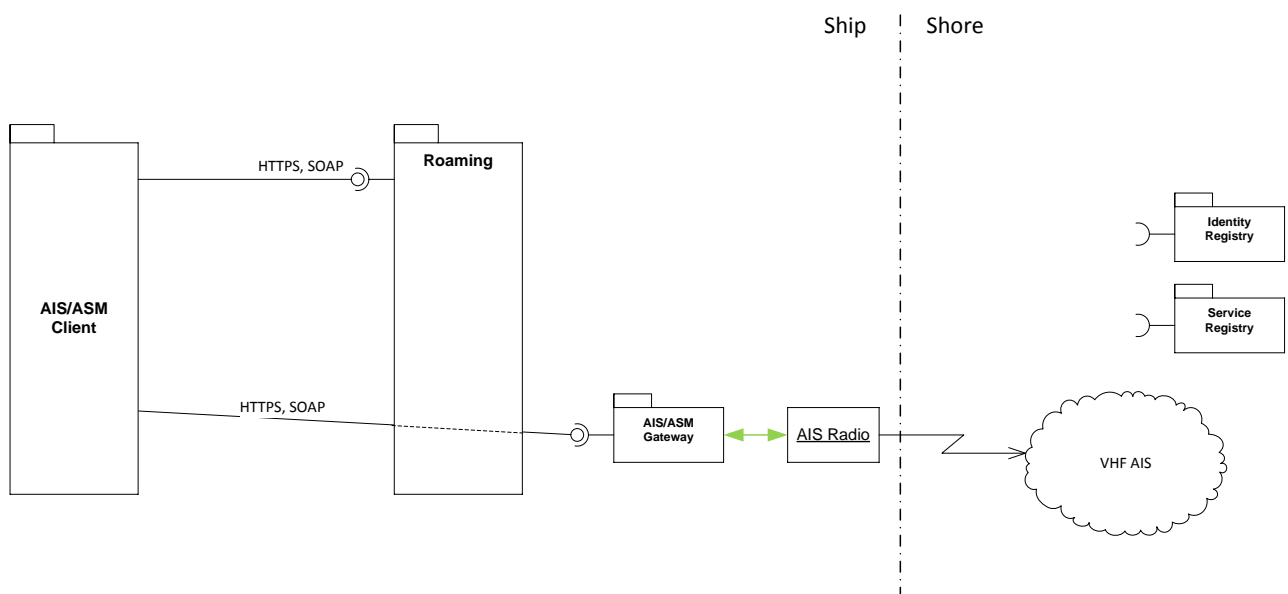 Ship
Shore
HTTPS, SOAP
Roaming
Identity
Registry
AIS/ASM
Client
Service
Registry
HTTPS, SOAP
AIS/ASM
Gateway
AIS Radio
VHF AIS